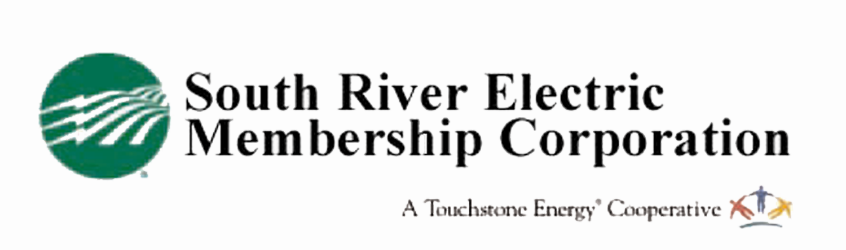 South River Electric
Membership Corporation
A Touchstone Energy® Cooperative